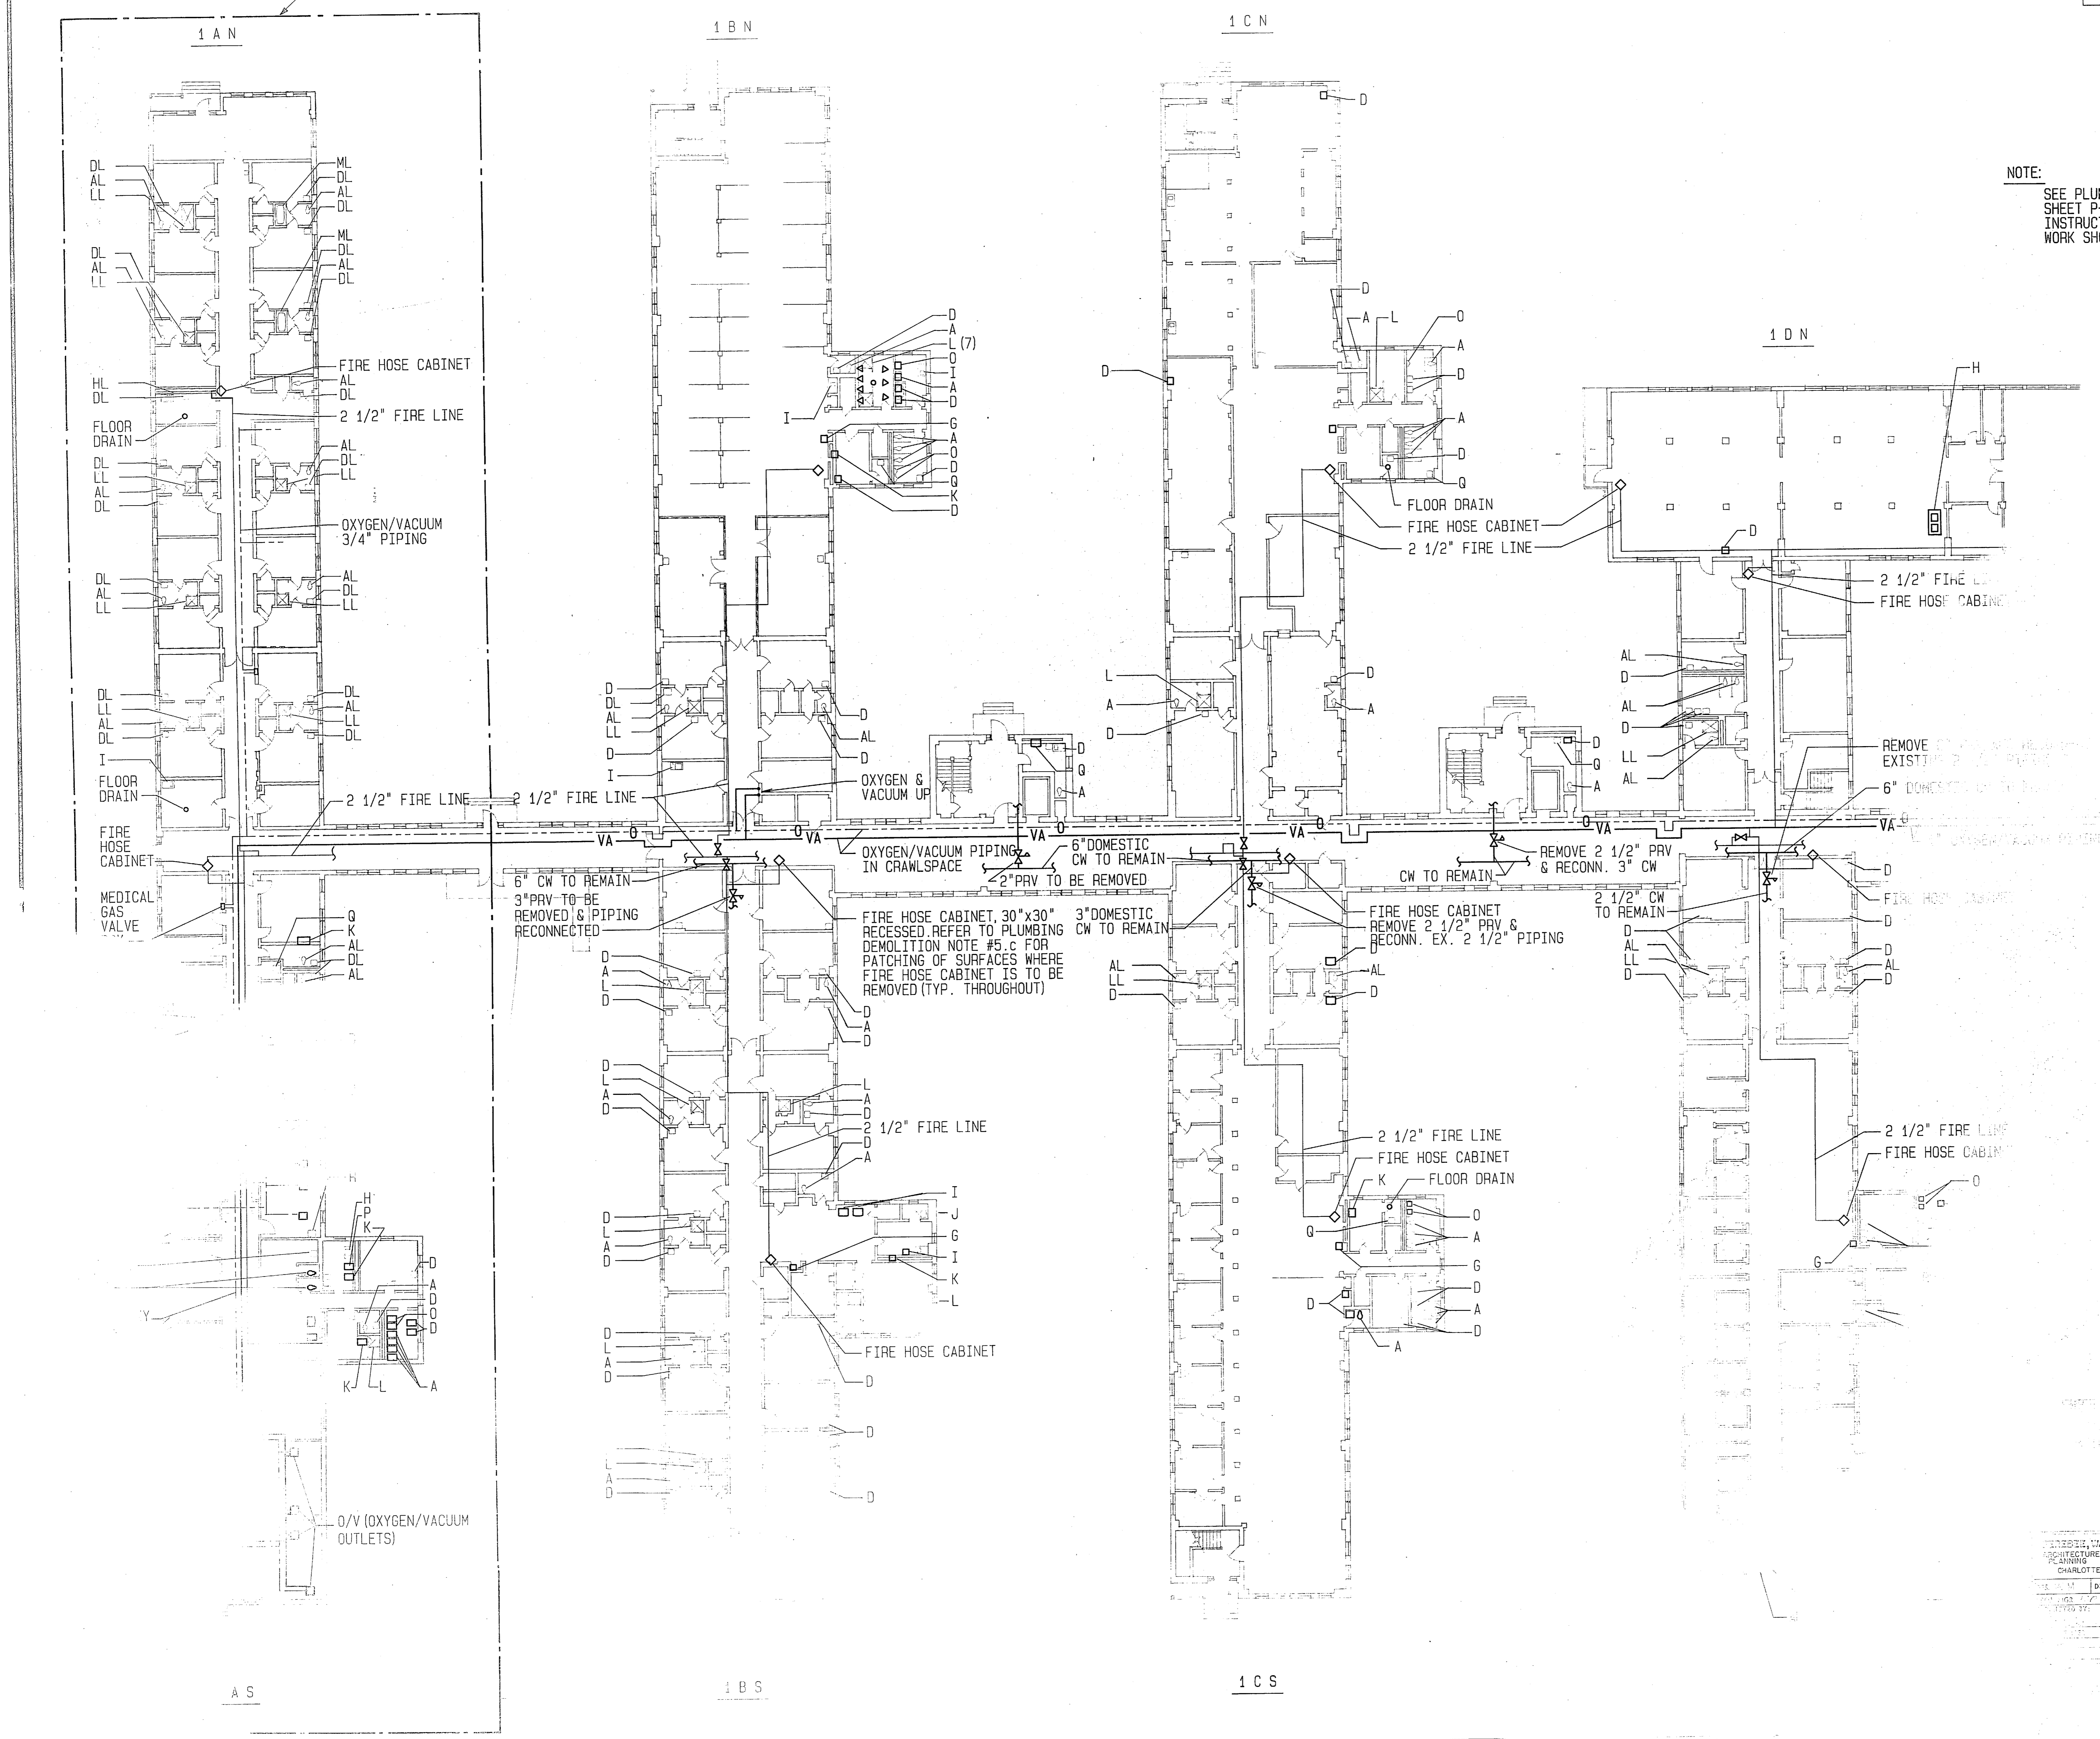 1 A N
1 B N
1 C N
1 D N
NOTE:
DL
AL
LL
ML
DL
AL
DL
DL
AL
LL
ML
DL
AL
DL
FIRE HOSE CABINET
HL
DL
AL
DL
2 1/2" FIRE LINE
FLOOR
DRAIN
DL
LL
AL
DL
AL
DL
LL
OXYGEN/VACUUM
3/4" PIPING
DL
AL
LL
AL
DL
LL
DL
LL
AL
DL
DL
AL
LL
DL
I
FLOOR
DRAIN
2 1/2" FIRE LINE
FIRE
HOSE
CABINET
MEDICAL
GAS
VALVE
Q
K
AL
DL
AL
H
P
K
D
A
D
O
D
K
L
A
O/V (OXYGEN/VACUUM
OUTLETS)
A S
D
A
L (7)
O
I
A
D
I
G
A
O
D
Q
K
D
D
DL
AL
LL
D
I
D
AL
D
OXYGEN &
VACUUM UP
2 1/2" FIRE LINE
D
Q
A
VA
O
VA
O
VA
O
VA
O
VA
O
VA
O
VA
6" CW TO REMAIN
3"PRV TO BE
REMOVED & PIPING
RECONNECTED
OXYGEN/VACUUM PIPING
IN CRAWLSPACE
6"DOMESTIC
CW TO REMAIN
2"PRV TO BE REMOVED
FIRE HOSE CABINET, 30"x30"
RECESSED.REFER TO PLUMBING
DEMOLITION NOTE #5.c FOR
PATCHING OF SURFACES WHERE
FIRE HOSE CABINET IS TO BE
REMOVED (TYP. THROUGHOUT)
3"DOMESTIC
CW TO REMAIN
D
A
L
D
D
A
D
D
L
A
D
L
A
D
2 1/2" FIRE LINE
D
A
D
L
A
D
I
J
G
I
K
L
D
L
A
D
FIRE HOSE CABINET
D
D
L
A
D
D
1 B S
D
D
A
L
O
A
D
D
A
D
Q
FLOOR DRAIN
FIRE HOSE CABINET
2 1/2" FIRE LINE
L
A
D
D
A
D
Q
A
FIRE HOSE CABINET
REMOVE 2 1/2" PRV &
RECONN. EX. 2 1/2" PIPING
REMOVE 2 1/2" PRV
& RECONN. 3" CW
CW TO REMAIN
AL
LL
D
D
AL
D
2 1/2" FIRE LINE
FIRE HOSE CABINET
K
FLOOR DRAIN
Q
O
A
G
D
D
A
D
A
1 C S
H
D
2 1/2" FIRE
FIRE HOSE
AL
D
AL
D
LL
AL
REMOVE
6"
2 1/2" CW
TO REMAIN
D
D
D
AL
LL
D
D
AL
D
2 1/2" FIRE LINE
FIRE HOSE
O
G
PLANNING